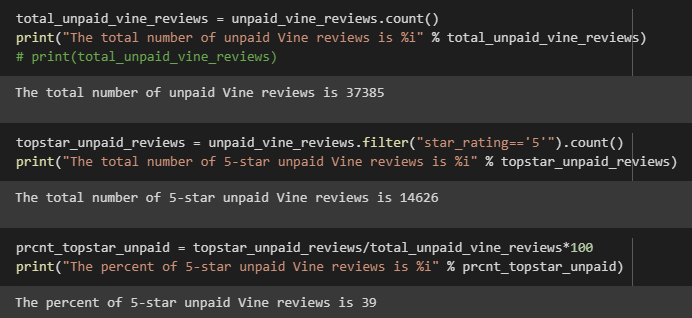 total_unpaid_vine_reviews = unpaid_vine_reviews.count()
print("The total number of unpaid Vine reviews is %i" % total_unpaid_vine_reviews)
# print(total_unpaid_vine_reviews)
The total number of unpaid Vine reviews is 37385
topstar_unpaid_reviews = unpaid_vine_reviews.filter("star_rating=='5'").count()
print("The total number of 5-star unpaid Vine reviews is %i" % topstar_unpaid_reviews)
The total number of 5-star unpaid Vine reviews is 14626
prcnt_topstar_unpaid = topstar_unpaid_reviews/total_unpaid_vine_reviews*100
print("The percent of 5-star unpaid Vine reviews is %i" % prcnt_topstar_unpaid)
The percent of 5-star unpaid Vine reviews is 39